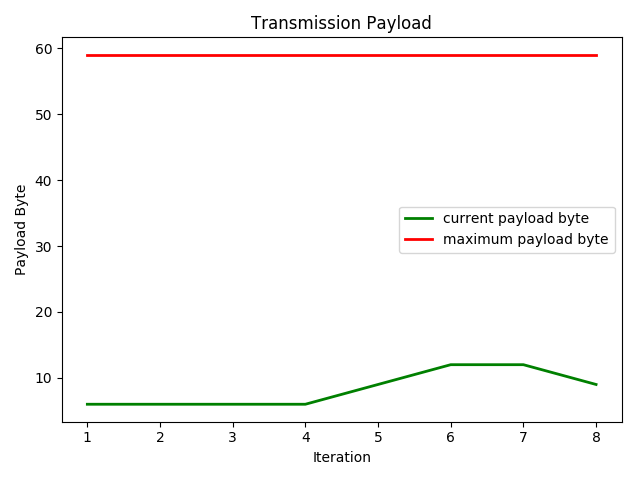 Transmission Payload
60
50
40
30
20
10
Payload Byte
current payload byte
maximum payload byte
1 2 3 4 5 6 7 8
Iteration